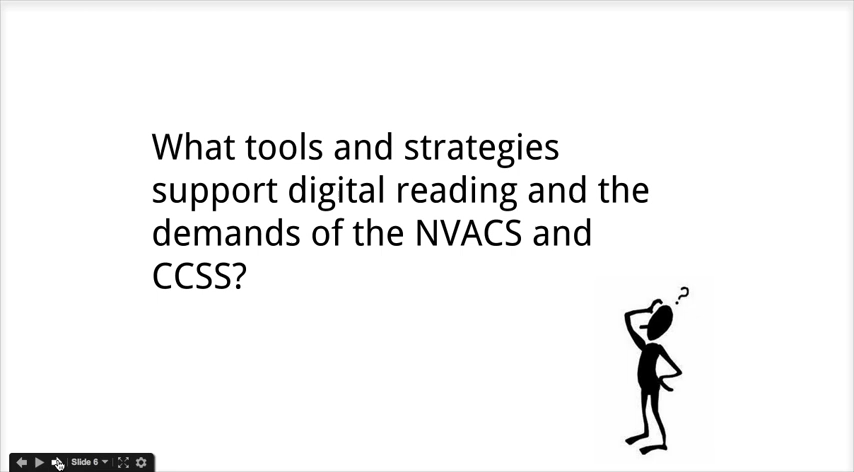 What tools and strategies
support digital reading and the
demands of the NVACS and
CCSS?
?
Slide 6